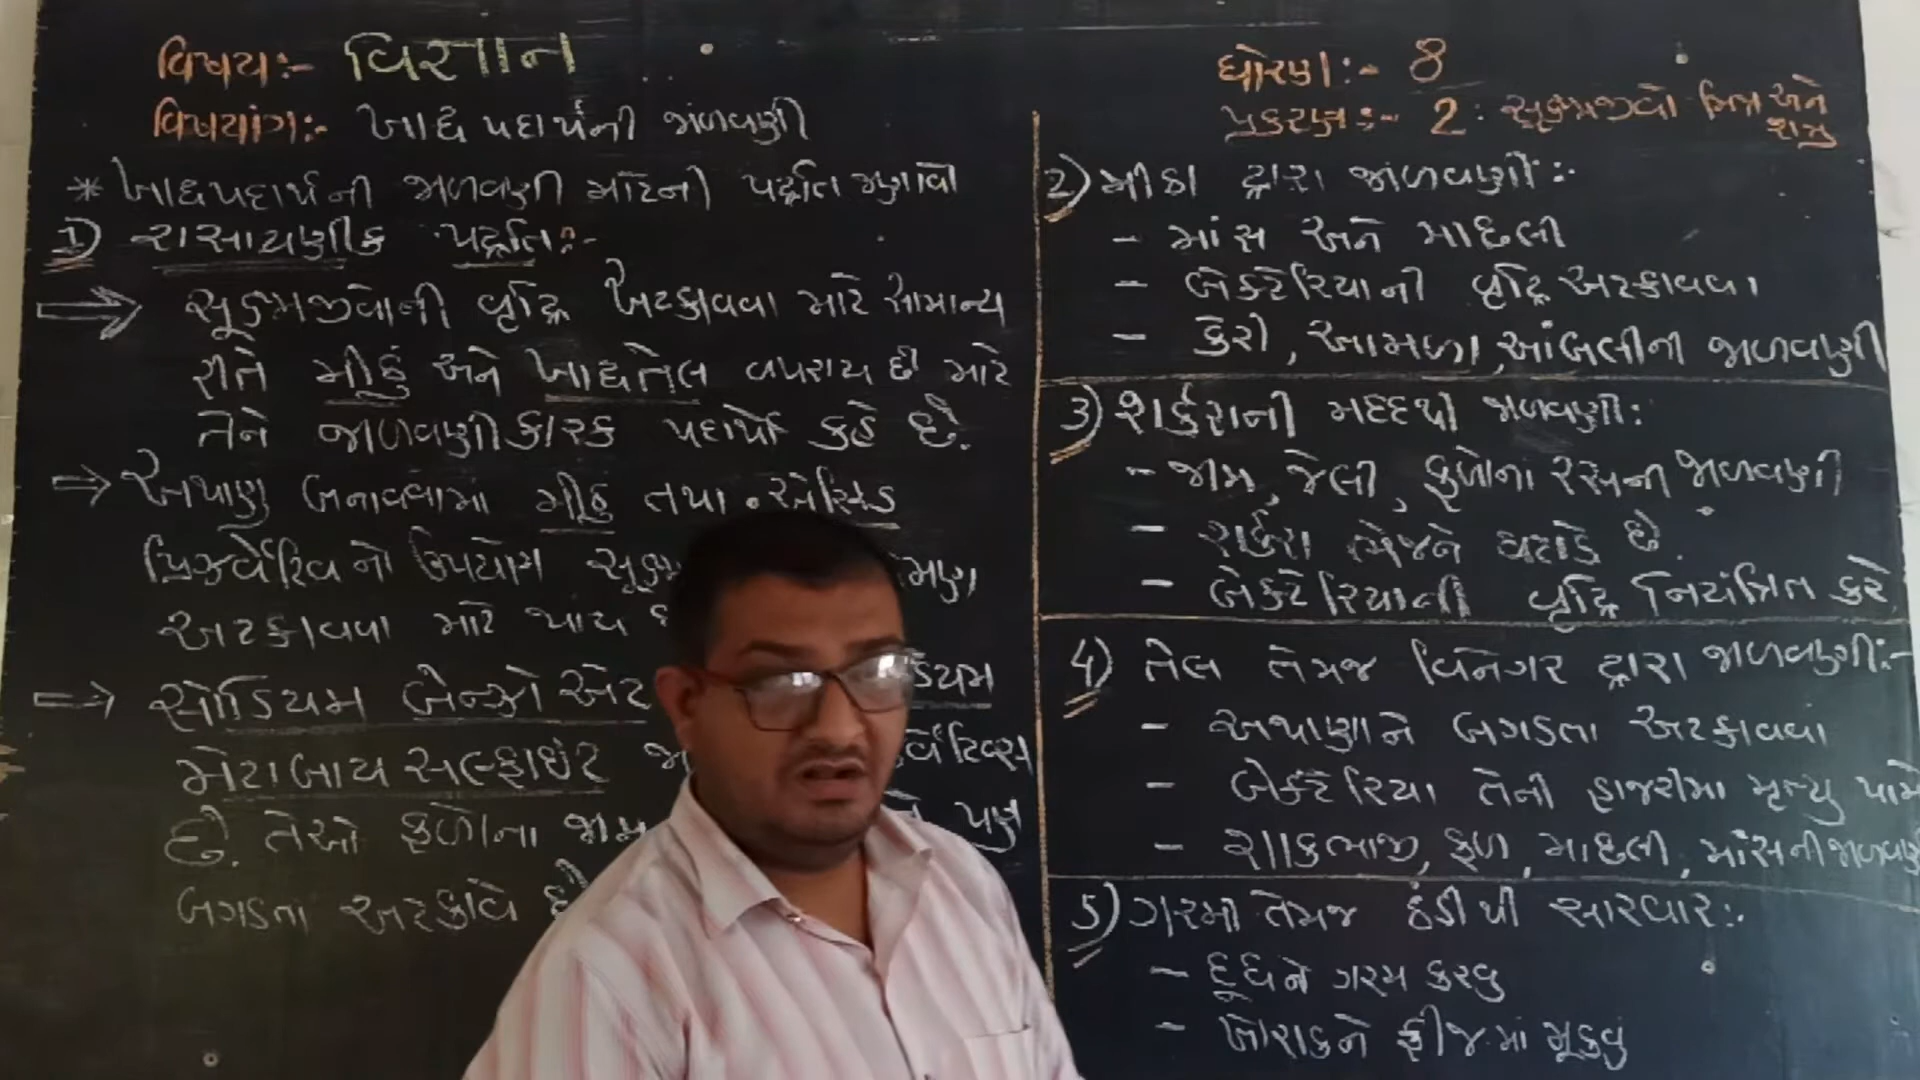 વિષય:- વિજ્ઞાન
વિષયાંગ:- ખાદ્ય પદાર્થની જાળવણી
* ખાદ્યપદાર્થની જાળવણી માટેની પદ્ધતિ જણાવો
1) રાસાયણીક પદ્ધતિ:-
સૂક્ષ્મજીવોની વૃદ્ધિ અટકાવવા માટે સામાન્ય
રીતે મીઠું અને ખાદ્યતેલ વપરાય છે માટે
તેને જાળવણીકારક પદાર્થો કહે છે.
અથાણુ બનાવવામા મીઠુ તથા એસિડ
પ્રિઝર્વેટિવ નો ઉપયોગ
અટકાવવા માટે થાય
સોડિયમ બેન્ઝોએટ
મેટાબાય સલ્ફાઇટ
છે. તેઓ ફળોના જામ પણ
બગડતા અટકાવે
ધોરણ:- 8
પ્રકરણ:- 2: સૂક્ષ્મજીવો મિત્ર અને
શત્રુ
2) મીઠા દ્વારા જાળવણી:-
- માંસ અને માછલી
- બેક્ટેરિયાની વૃદ્ધિ અટકાવવા
- કેરી, આમળા, આંબલીની જાળવણી
3) શર્કરાની મદદથી જાળવણી:
- જામ, જેલી, ફળોના રસની જાળવણી
- શર્કરા ભેજને ઘટાડે છે.
- બેક્ટેરિયાની વૃદ્ધિ નિયંત્રિત કરે
4) તેલ તેમજ વિનેગર દ્વારા જાળવણી:-
- અથાણાને બગડતા અટકાવવા
- બેક્ટેરિયા તેની હાજરીમા મૃત્યુ પામે
- શાકભાજી, ફળ, માછલી, માંસની જાળવણ
5) ગરમી તેમજ ઠંડી થી સારવાર:-
- દૂધને ગરમ કરવુ
- ખોરાકને ફ્રીજમાં મૂકવુ